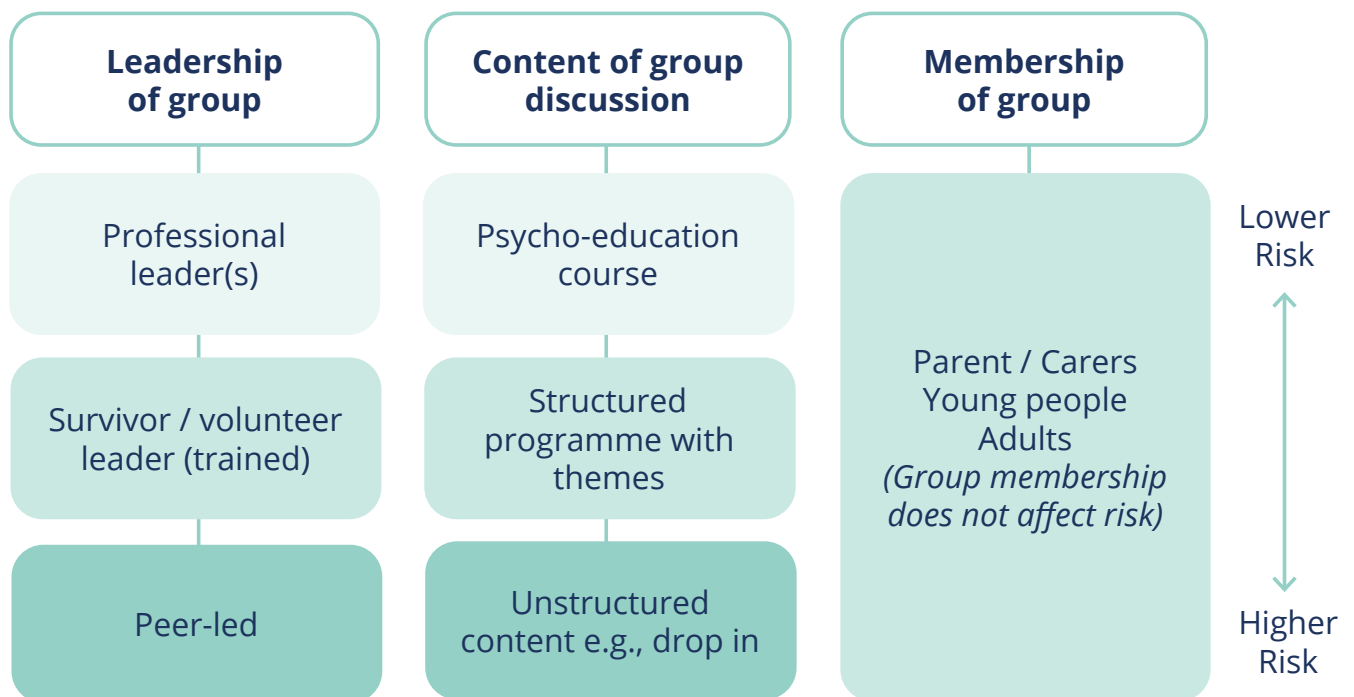 Leadership
of group
Professional
leader(s)
Survivor / volunteer
leader (trained)
Peer-led
Content of group
discussion
Psycho-education
course
Structured
programme with
themes
Unstructured
content e.g., drop in
Membership
of group
Parent / Carers
Young people
Adults
(Group membership
does not affect risk)
Lower
Risk
Higher
Risk